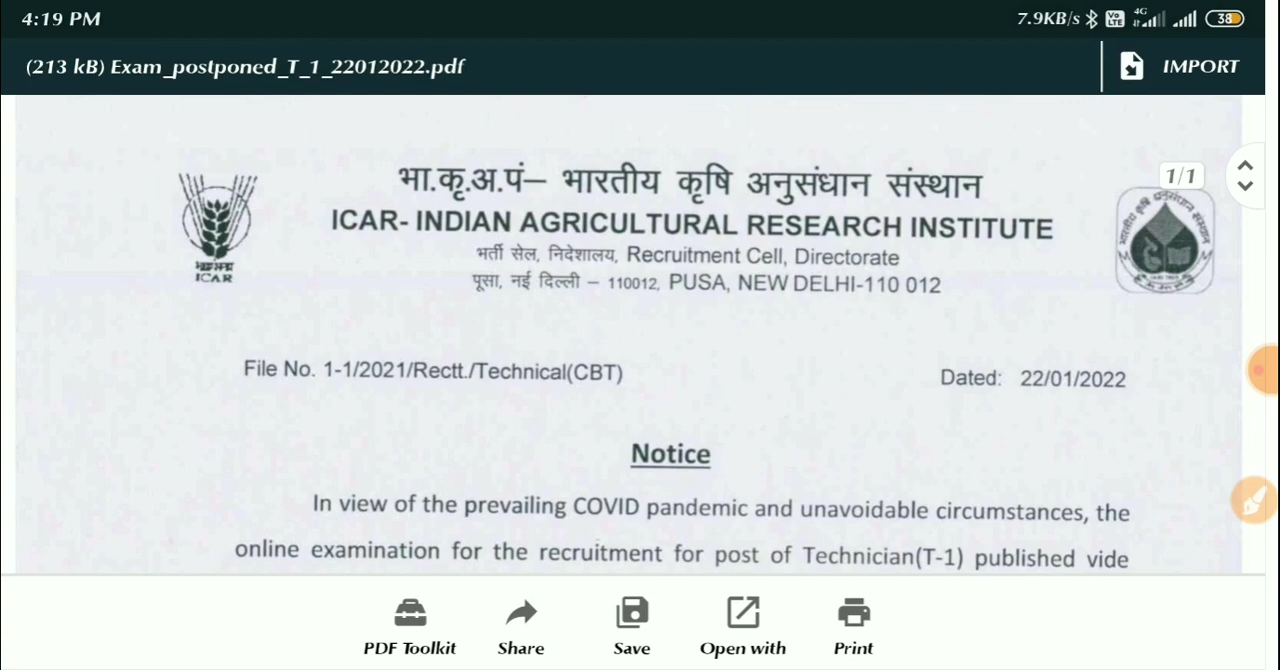 4:19 PM
7.9KB/s Vo LTE 4G 38
(213 kB) Exam_postponed_T_1_22012022.pdf
IMPORT
भा.कृ.अ.पं– भारतीय कृषि अनुसंधान संस्थान
1/1
ICAR- INDIAN AGRICULTURAL RESEARCH INSTITUTE
भर्ती सेल, निदेशालय, Recruitment Cell, Directorate
ICAR
पूसा, नई दिल्ली – 110012, PUSA, NEW DELHI-110 012
File No. 1-1/2021/Rectt./Technical(CBT)
Dated: 22/01/2022
Notice
In view of the prevailing COVID pandemic and unavoidable circumstances, the
online examination for the recruitment for post of Technician(T-1) published vide
PDF Toolkit
Share
Save
Open with
Print